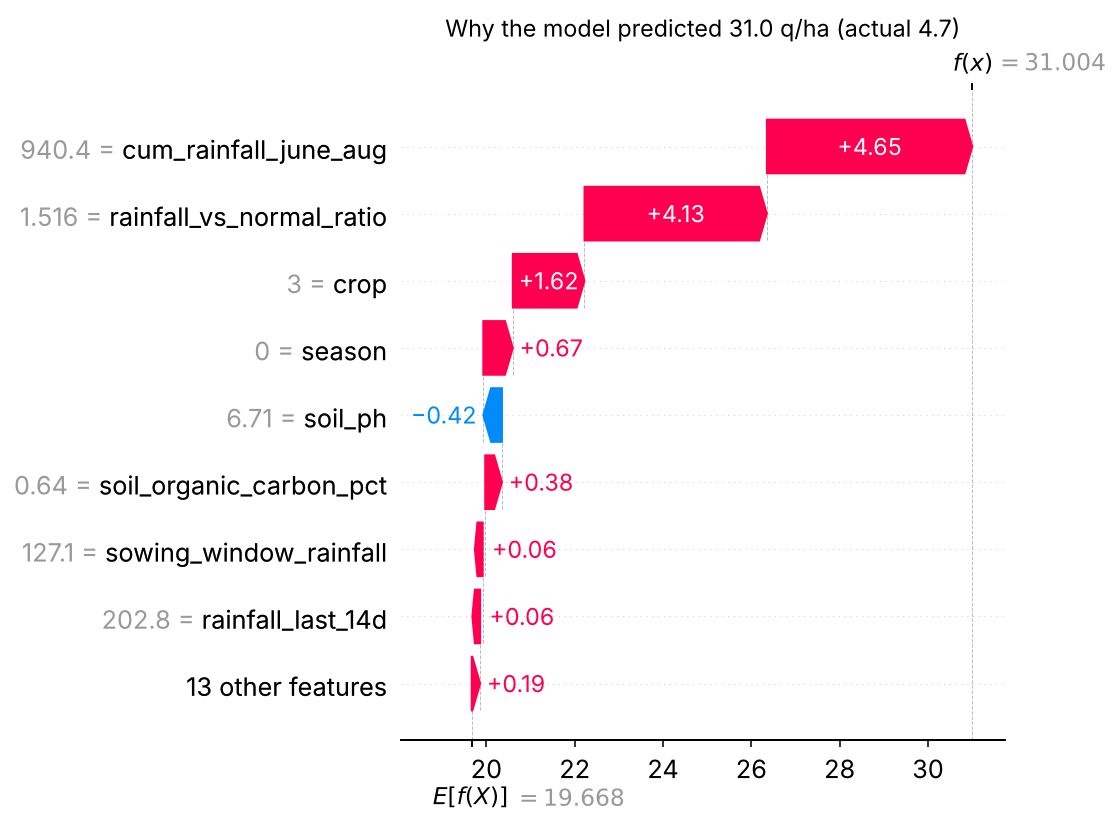 Why the model predicted 31.0 q/ha (actual 4.7)
f(x) = 31.004
940.4 = cum_rainfall_june_aug
+4.65
1.516 = rainfall_vs_normal_ratio
+4.13
3 = crop
+1.62
0 = season
+0.67
6.71 = soil_ph
−0.42
0.64 = soil_organic_carbon_pct
+0.38
127.1 = sowing_window_rainfall
+0.06
202.8 = rainfall_last_14d
+0.06
13 other features
+0.19
20 22 24 26 28 30
E[f(X)] = 19.668